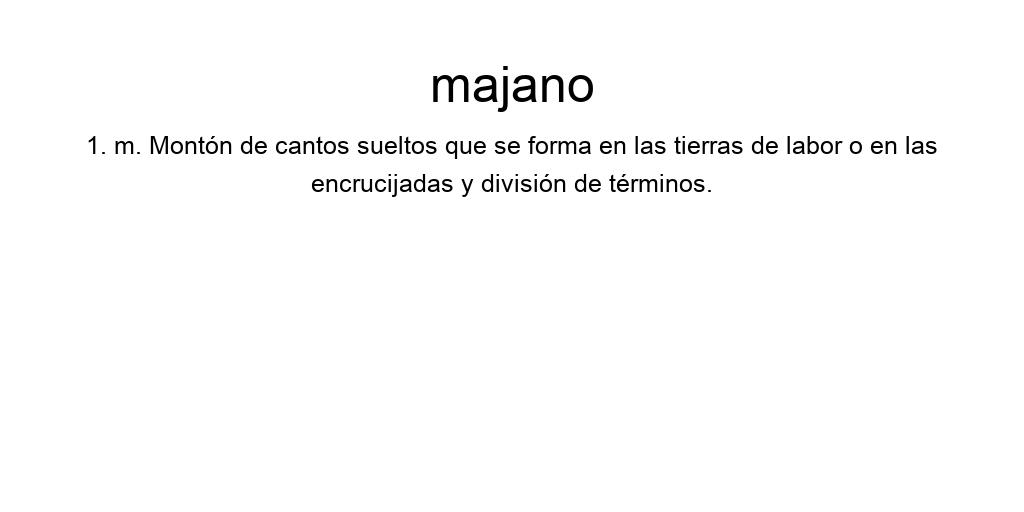 majano
1. m. Montón de cantos sueltos que se forma en las tierras de labor o en las
encrucijadas y división de términos.